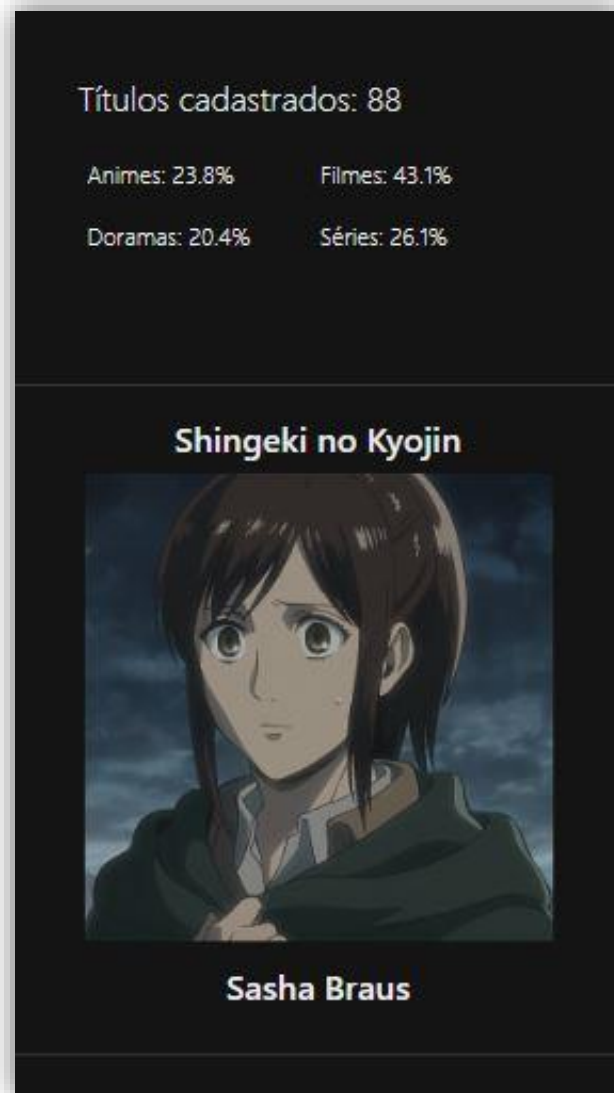 Títulos cadastrados: 88
Animes: 23.8% Filmes: 43.1%
Doramas: 20.4% Séries: 26.1%
Shingeki no Kyojin
Sasha Braus